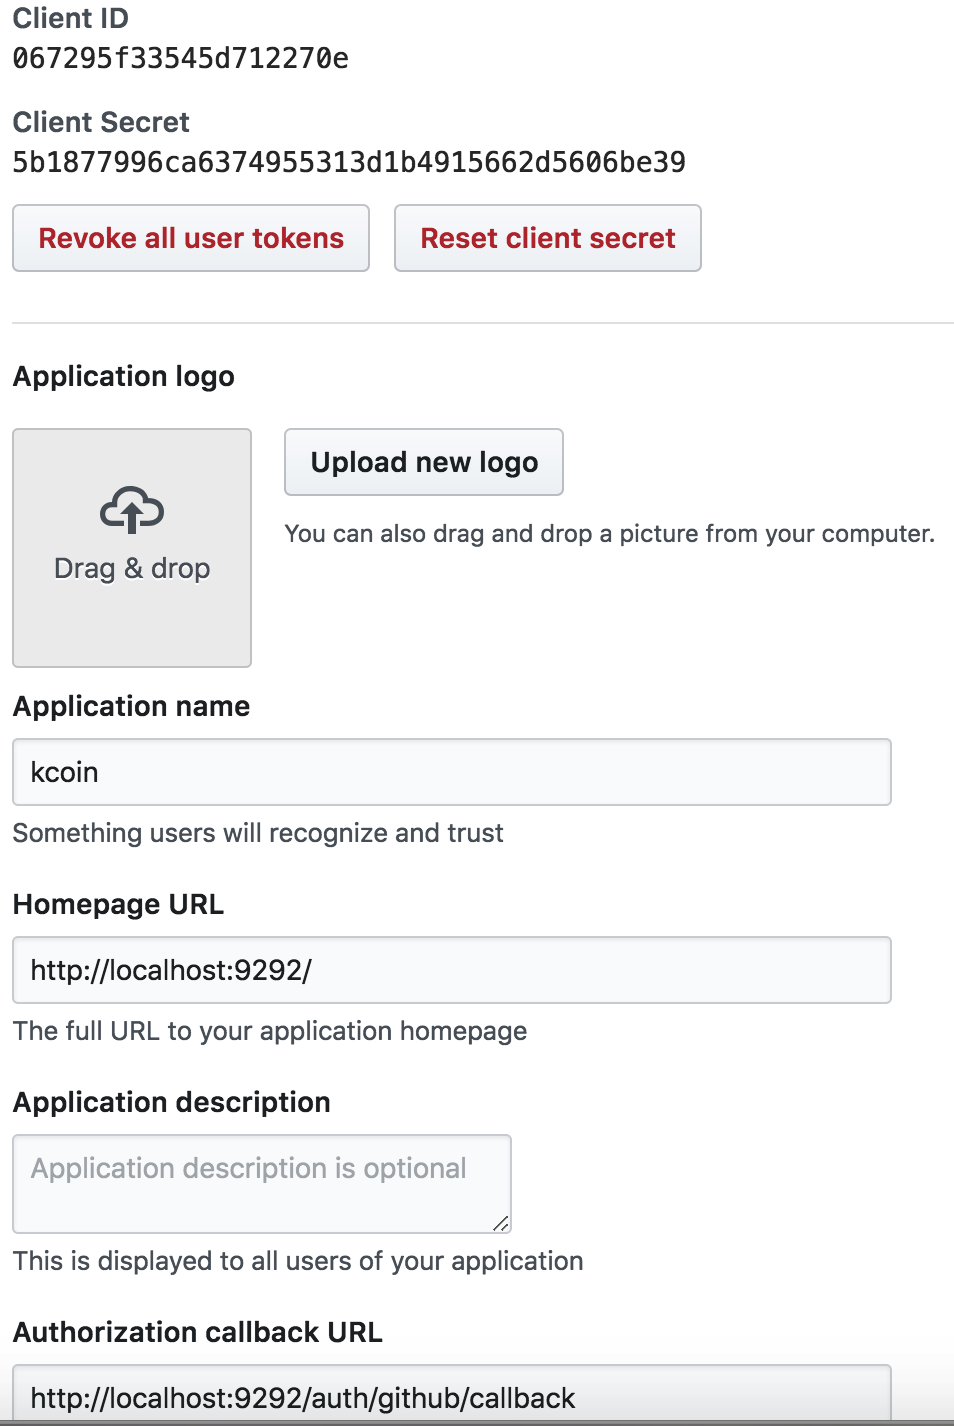 Client ID
067295f33545d712270e
Client Secret
5b1877996ca6374955313d1b4915662d5606be39
Revoke all user tokens
Reset client secret
Application logo
Drag & drop
Upload new logo
You can also drag and drop a picture from your computer.
Application name
kcoin
Something users will recognize and trust
Homepage URL
http://localhost:9292/
The full URL to your application homepage
Application description
Application description is optional
This is displayed to all users of your application
Authorization callback URL
http://localhost:9292/auth/github/callback